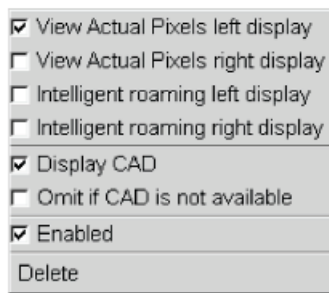 View Actual Pixels left display
View Actual Pixels right display
Intelligent roaming left display
Intelligent roaming right display
Display CAD
Omit if CAD is not available
Enabled
Delete